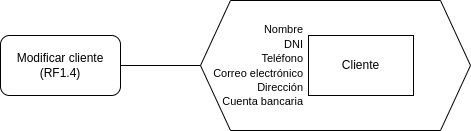 Modificar cliente
(RF1.4)
Nombre
DNI
Teléfono
Correo electrónico
Dirección
Cuenta bancaria
Cliente